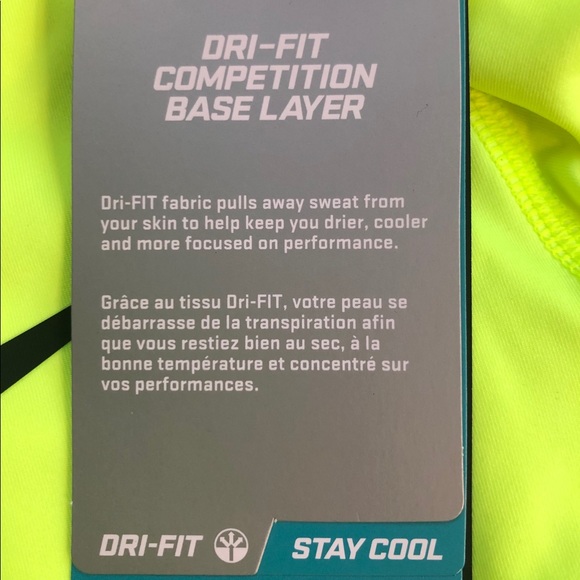 DRI-FIT
COMPETITION
BASE LAYER
Dri-FIT fabric pulls away sweat from
your skin to help keep you drier, cooler
and more focused on performance.
Grâce au tissu Dri-FIT, votre peau se
débarrasse de la transpiration afin
que vous restiez bien au sec, à la
bonne température et concentré sur
vos performances.
DRI-FIT STAY COOL